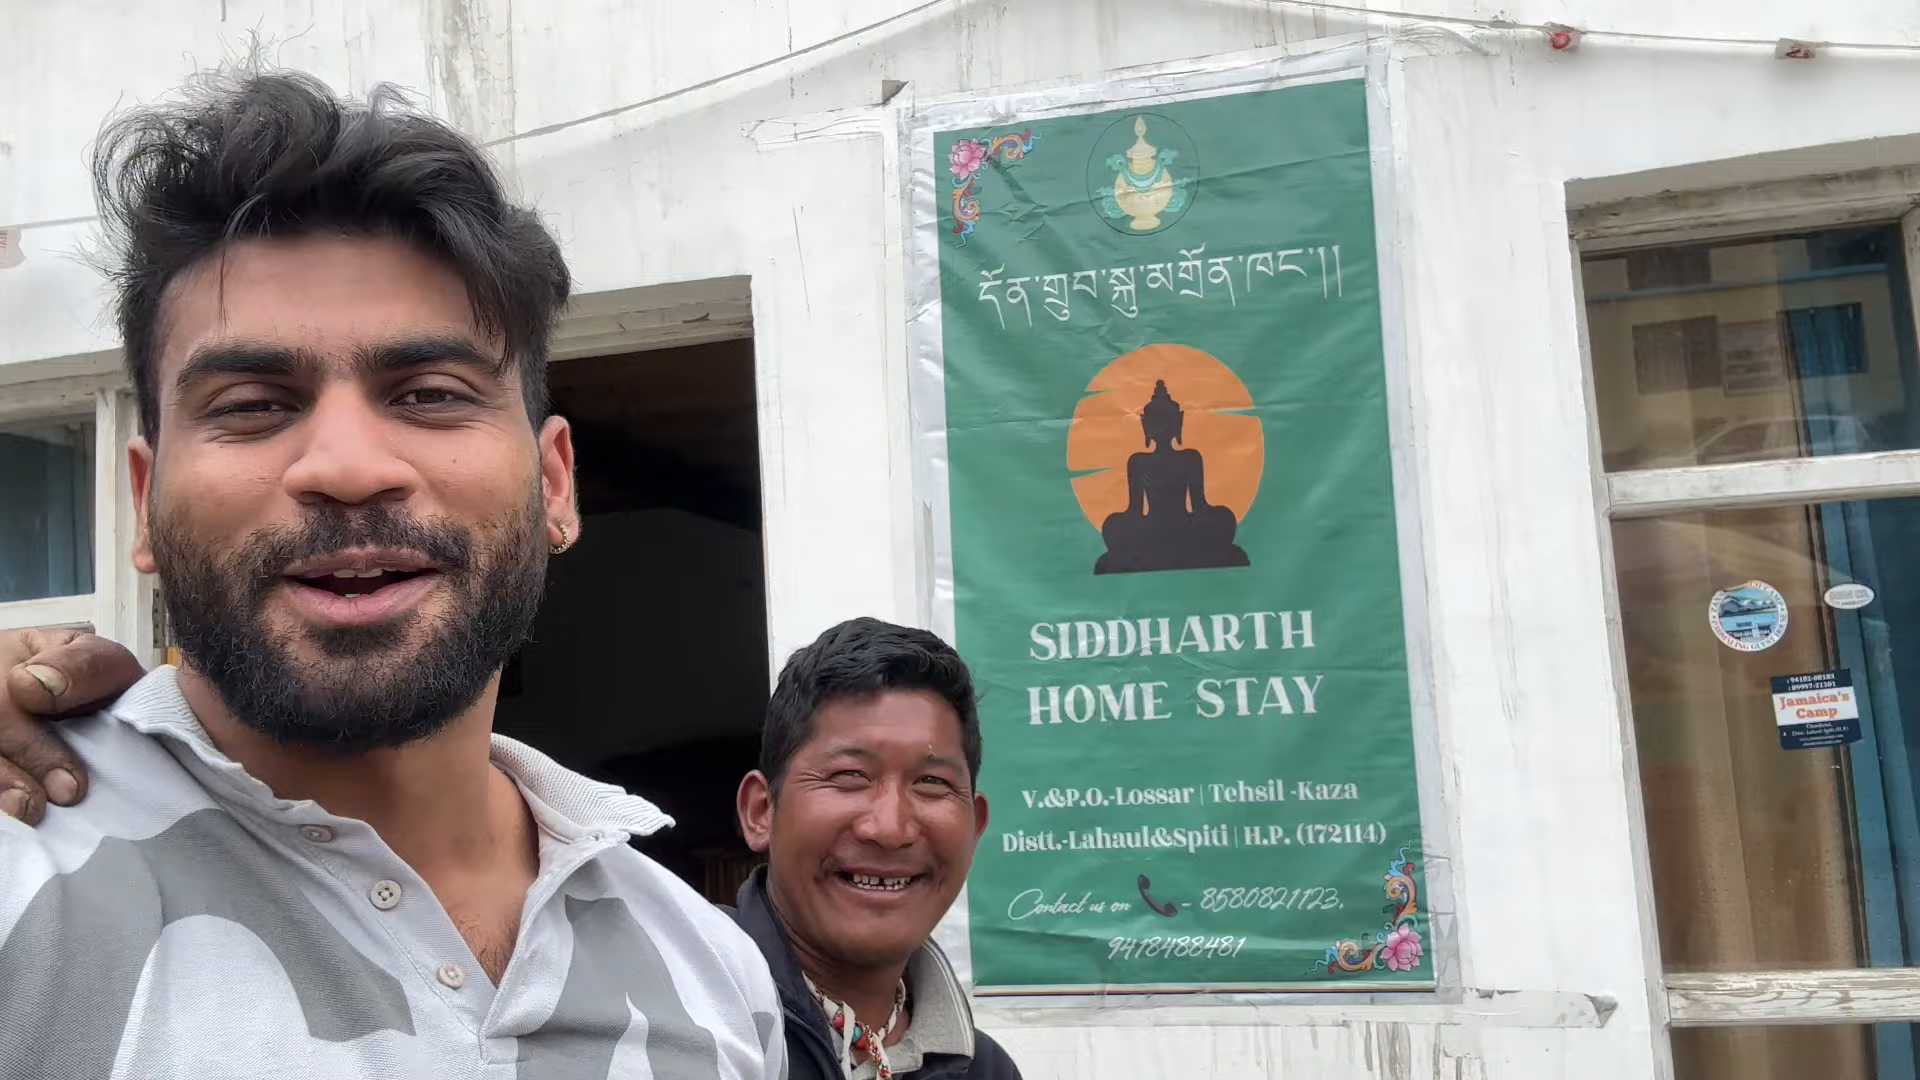 དོན་གྲུབ་སྐུ་མགྲོན་ཁང་།།
SIDDHARTH
HOME STAY
V.&P.O.-Lossar | Tehsil -Kaza
Distt.-Lahaul&Spiti | H.P. (172114)
Contact us on - 8580821123,
9418488481
Jamaica's
Camp